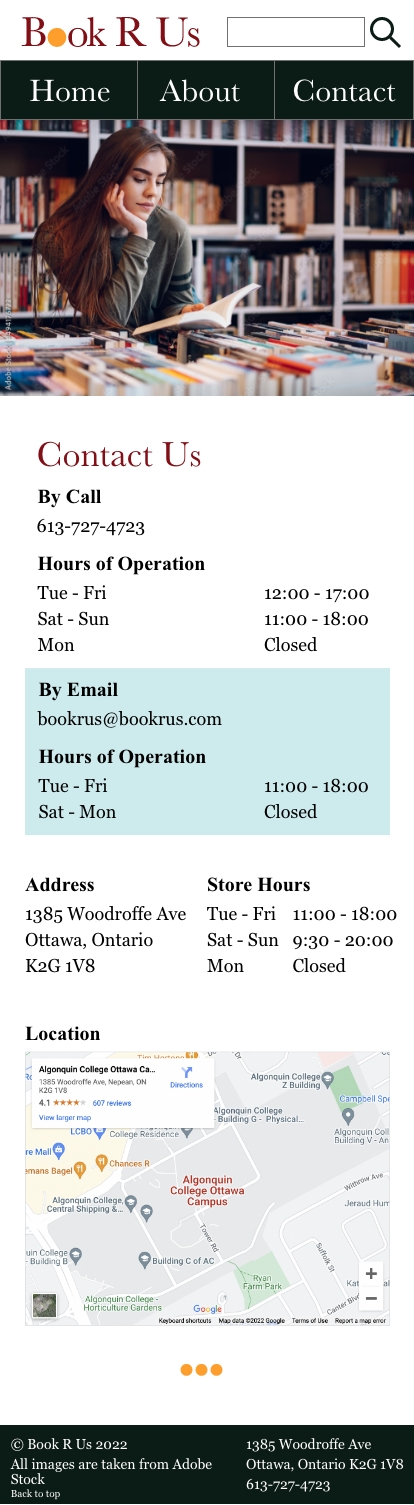 Book R Us
Home About Contact
Adobe Stock
Contact Us
By Call
613-727-4723
Hours of Operation
Tue - Fri 12:00 - 17:00
Sat - Sun 11:00 - 18:00
Mon Closed
By Email
bookrus@bookrus.com
Hours of Operation
Tue - Fri 11:00 - 18:00
Sat - Mon Closed
Address
1385 Woodroffe Ave
Ottawa, Ontario
K2G 1V8
Store Hours
Tue - Fri 11:00 - 18:00
Sat - Sun 9:30 - 20:00
Mon Closed
Location
Algonquin College Ottawa Ca...
1385 Woodroffe Ave, Nepean, ON
K2G 1V8
4.1 ★★★★★ 607 reviews
View larger map
Directions
Tim Hortons
Algonquin College
Z Building
Campbell Spe
Algonquin College
Building G - Physical...
Algonquin Coll
Building V - An
LCBO
College Residence
re Mall
emans Bagel
Chances R
Algonquin
College Ottawa
Campus
Withrow Ave
Jeraud Hum
Algonquin College,
Central Shipping &...
Tower Rd
Suffolk St
nquin College
Building B
Building C of AC
Ryan
Farm Park
Algonquin College -
Horticulture Gardens
Canter Blv
+
−
Google
Keyboard shortcuts Map data ©2022 Google Terms of Use Report a map error
© Book R Us 2022
All images are taken from Adobe
Stock
Back to top
1385 Woodroffe Ave
Ottawa, Ontario K2G 1V8
613-727-4723